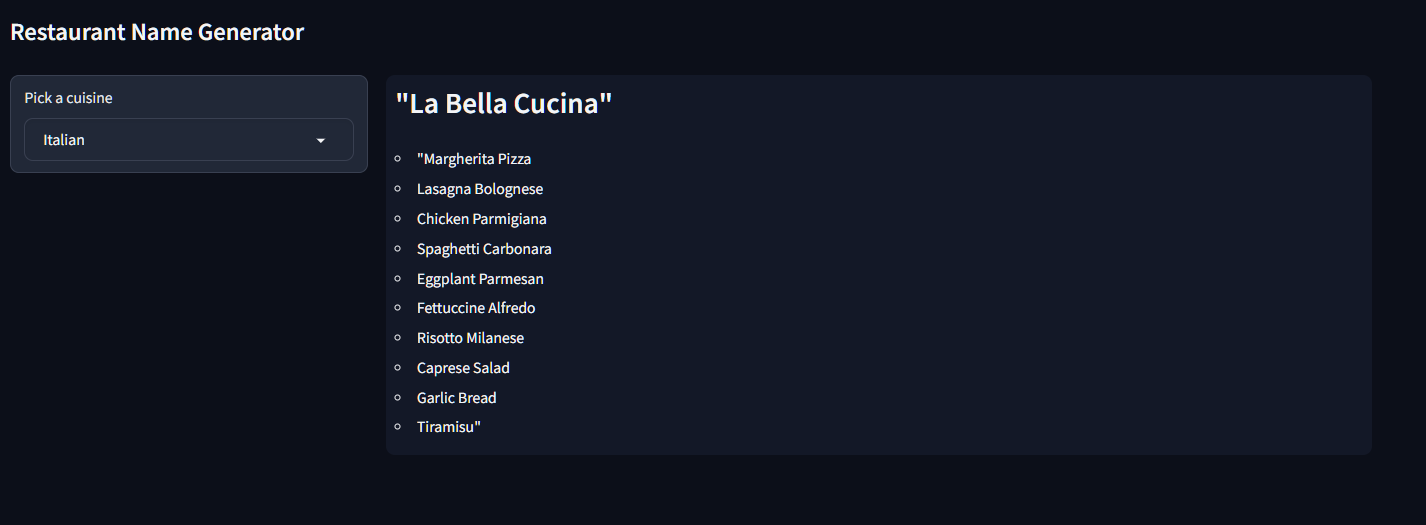 Restaurant Name Generator
Pick a cuisine
Italian
"La Bella Cucina"
"Margherita Pizza
Lasagna Bolognese
Chicken Parmigiana
Spaghetti Carbonara
Eggplant Parmesan
Fettuccine Alfredo
Risotto Milanese
Caprese Salad
Garlic Bread
Tiramisu"